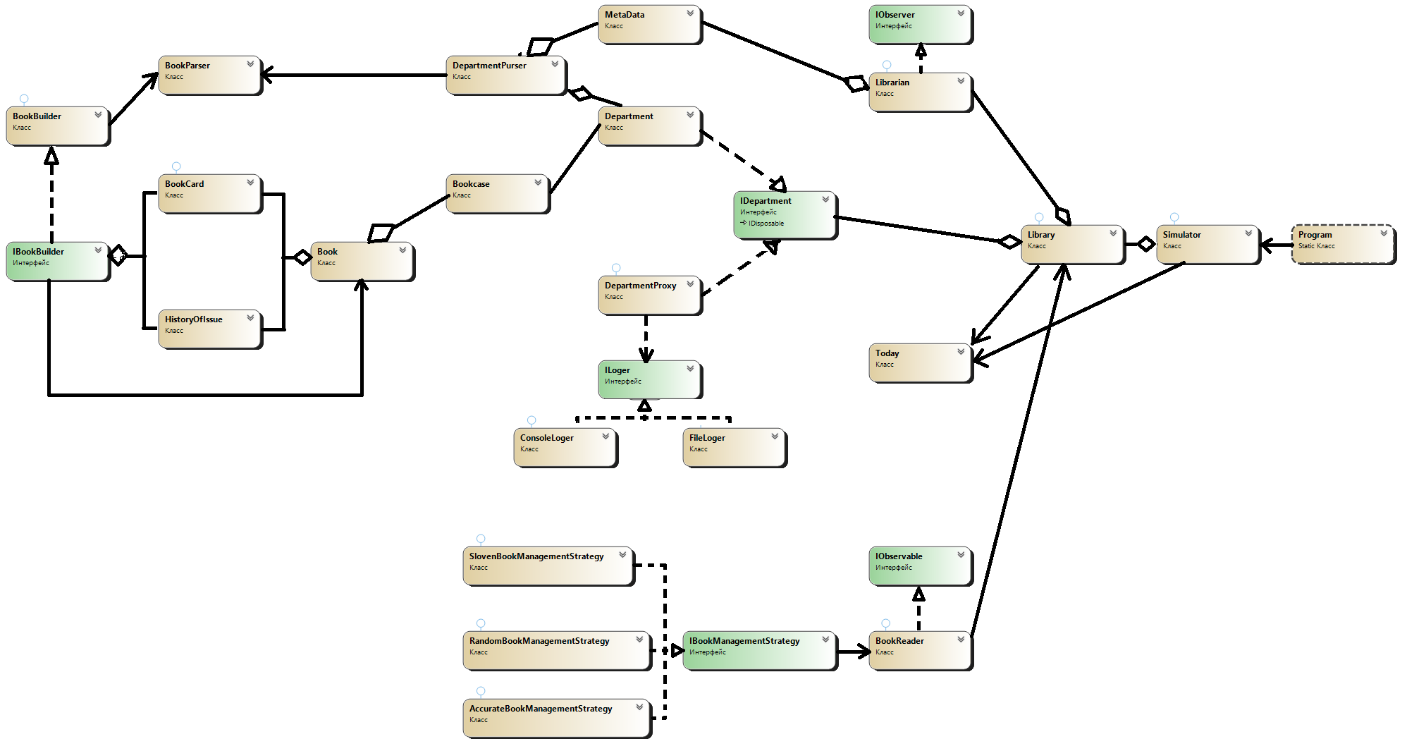 MetaData
Класс
IObserver
Интерфейс
BookParser
Класс
DepartmentPurser
Класс
Librarian
Класс
BookBuilder
Класс
Department
Класс
BookCard
Класс
Bookcase
Класс
IDepartment
Интерфейс
IDisposable
IBookBuilder
Интерфейс
Book
Класс
Library
Класс
Simulator
Класс
Program
Static Класс
DepartmentProxy
Класс
HistoryOfIssue
Класс
Today
Класс
ILoger
Интерфейс
ConsoleLoger
Класс
FileLoger
Класс
SlovenBookManagementStrategy
Класс
IObservable
Интерфейс
RandomBookManagementStrategy
Класс
IBookManagementStrategy
Интерфейс
BookReader
Класс
AccurateBookManagementStrategy
Класс